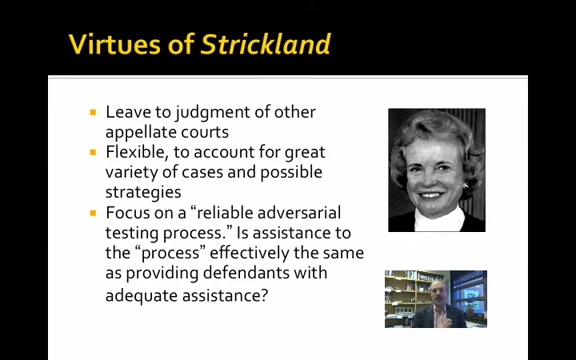 Virtues of Strickland
Leave to judgment of other
appellate courts
Flexible, to account for great
variety of cases and possible
strategies
Focus on a “reliable adversarial
testing process.” Is assistance to
the “process” effectively the same
as providing defendants with
adequate assistance?